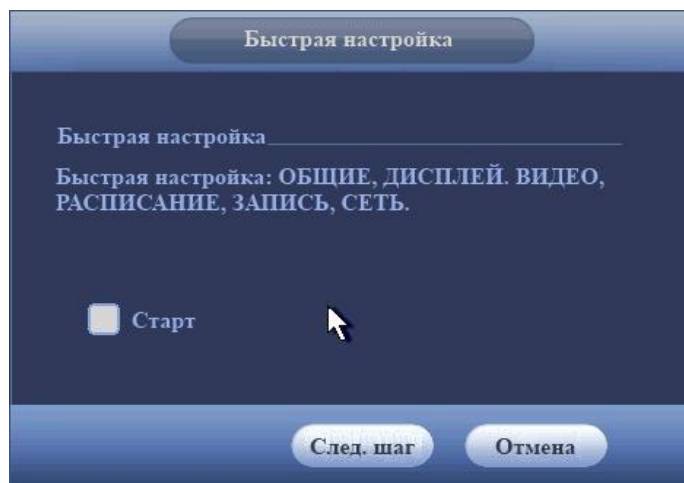 Быстрая настройка
Быстрая настройка
Быстрая настройка: ОБЩИЕ, ДИСПЛЕЙ. ВИДЕО,
РАСПИСАНИЕ, ЗАПИСЬ, СЕТЬ.
Старт
След. шаг
Отмена